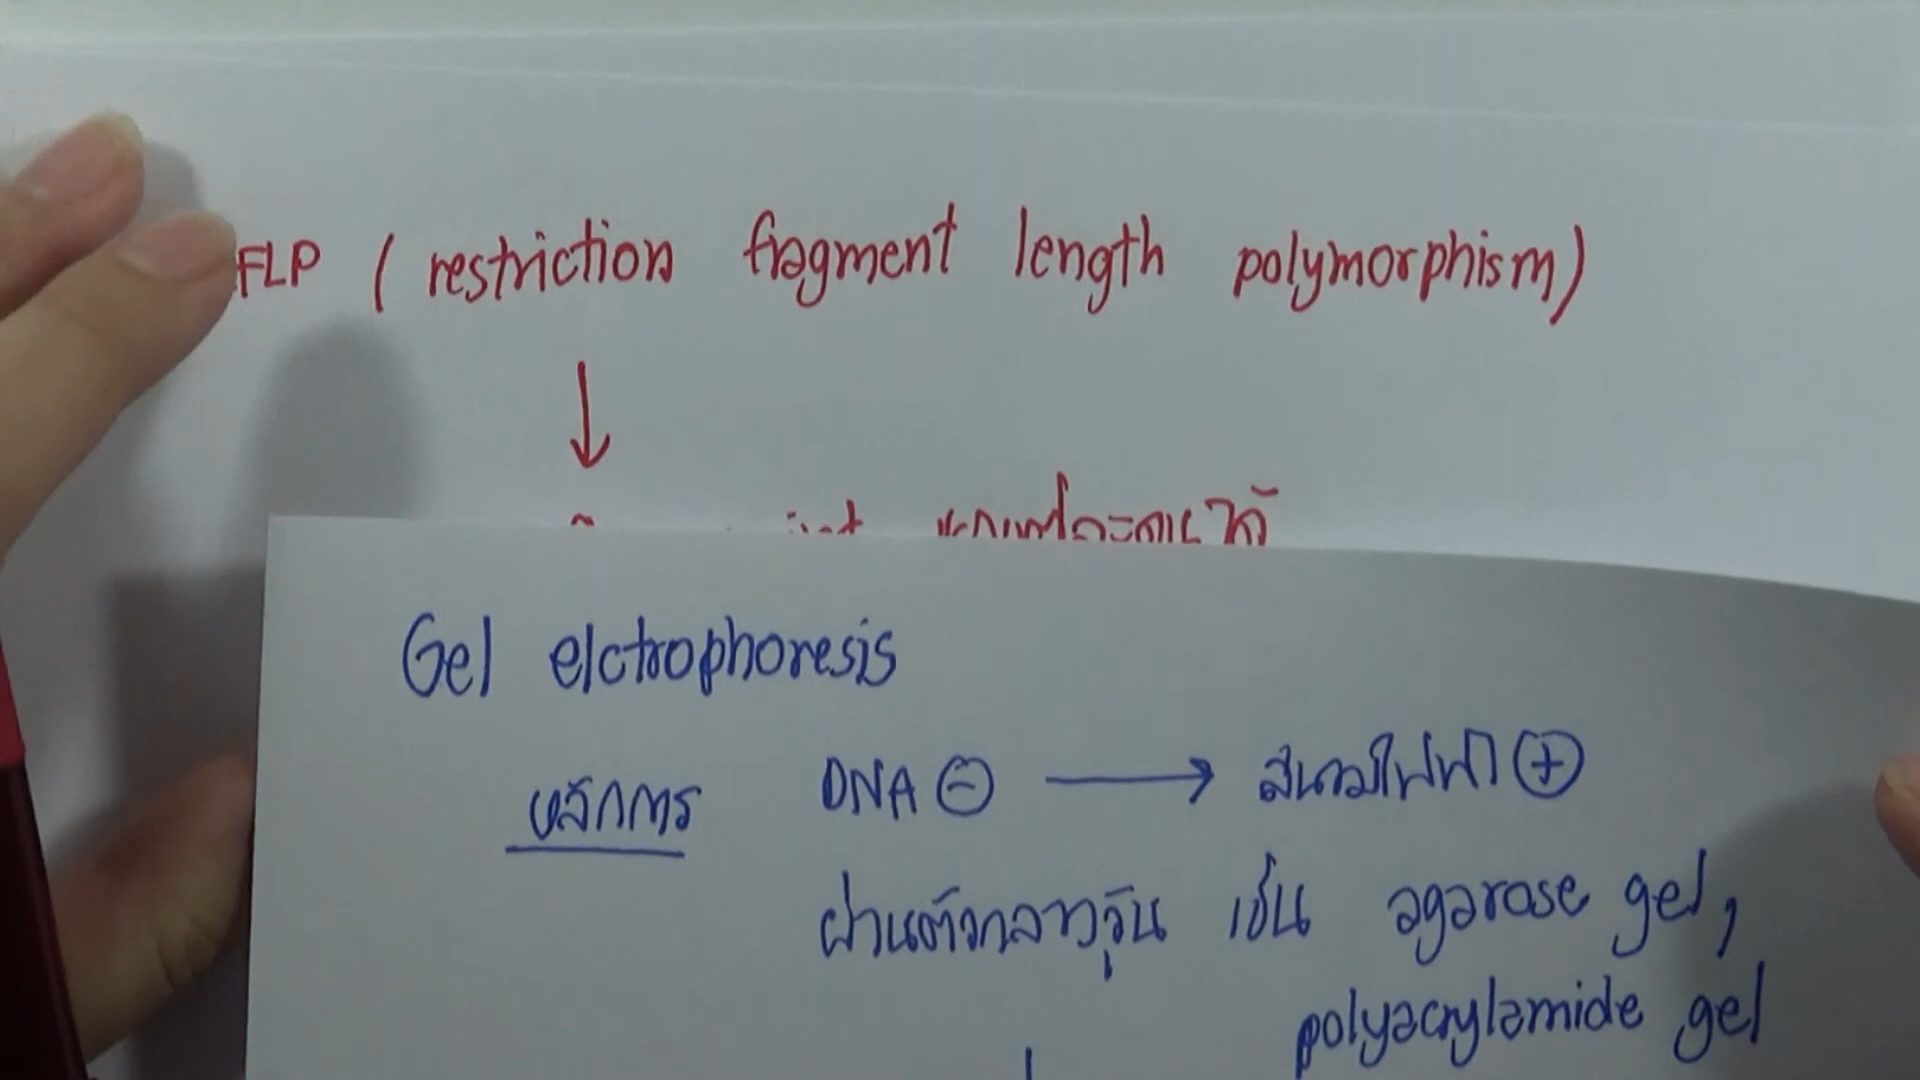 FLP ( restriction fragment length polymorphism)
↓
Gel elctrophoresis
หลักการ DNA ⊖ → สนามไฟฟ้า ⊕
ผ่านตัวกลางวุ้น เช่น agarose gel,
polyacrylamide gel